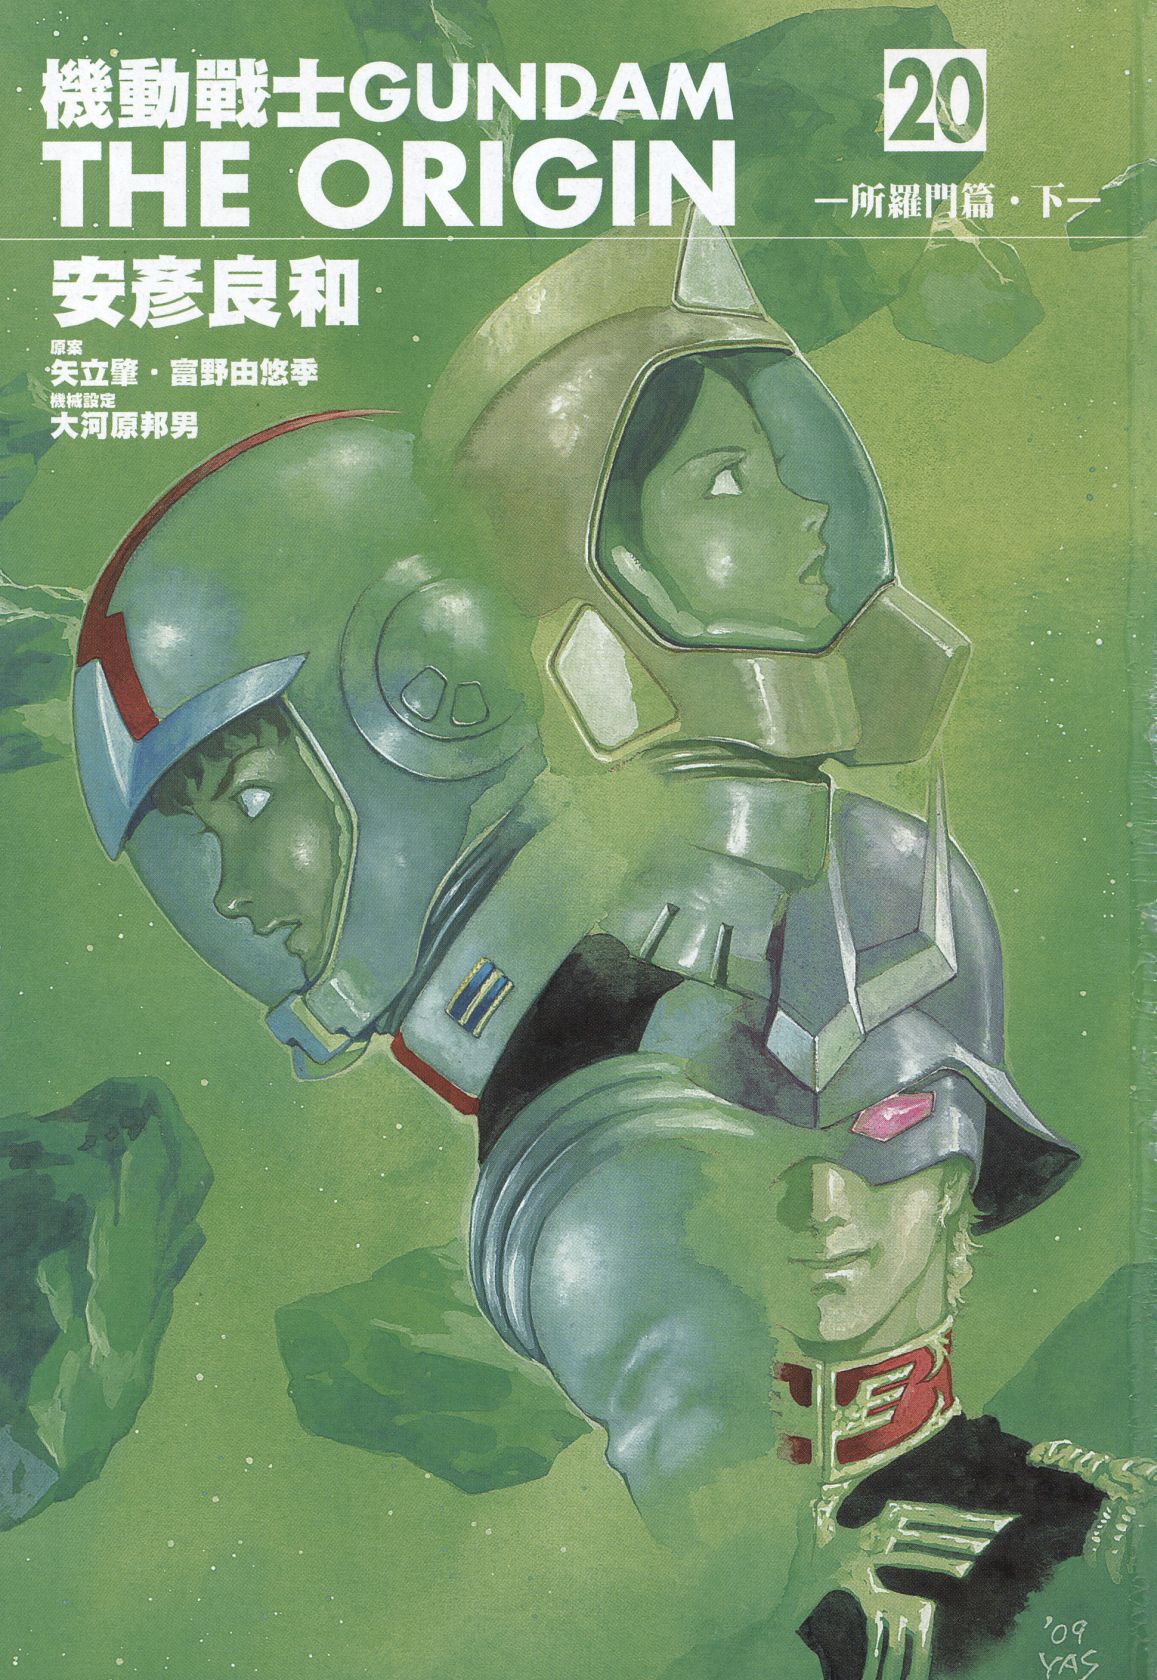 機動戰士GUNDAM
THE ORIGIN
20
—所羅門篇・下—
安彥良和
原案
矢立肇・富野由悠季
機械設定
大河原邦男
'09
YAS